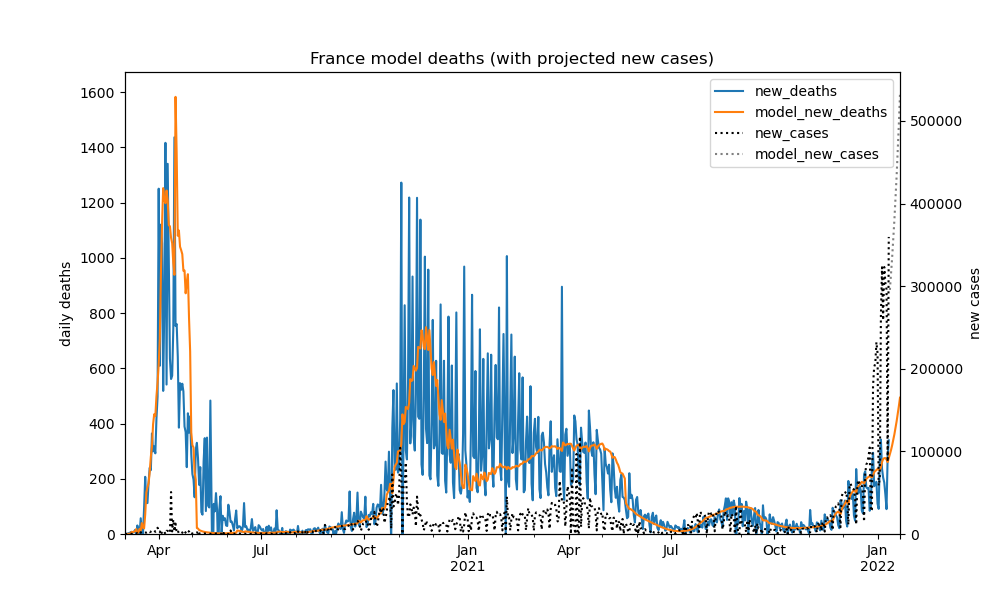 France model deaths (with projected new cases)
new_deaths
model_new_deaths
new_cases
model_new_cases
daily deaths
1600
1400
1200
1000
800
600
400
200
0
500000
400000
300000
200000
100000
0
new cases
Apr
Jul
Oct
Jan
2021
Apr
Jul
Oct
Jan
2022